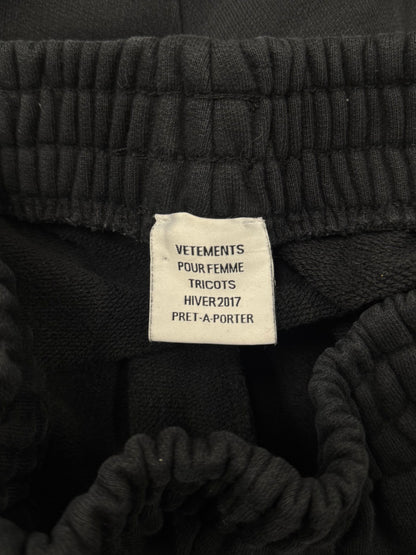 VETEMENTS
POUR FEMME
TRICOTS
HIVER 2017
PRET-A-PORTER